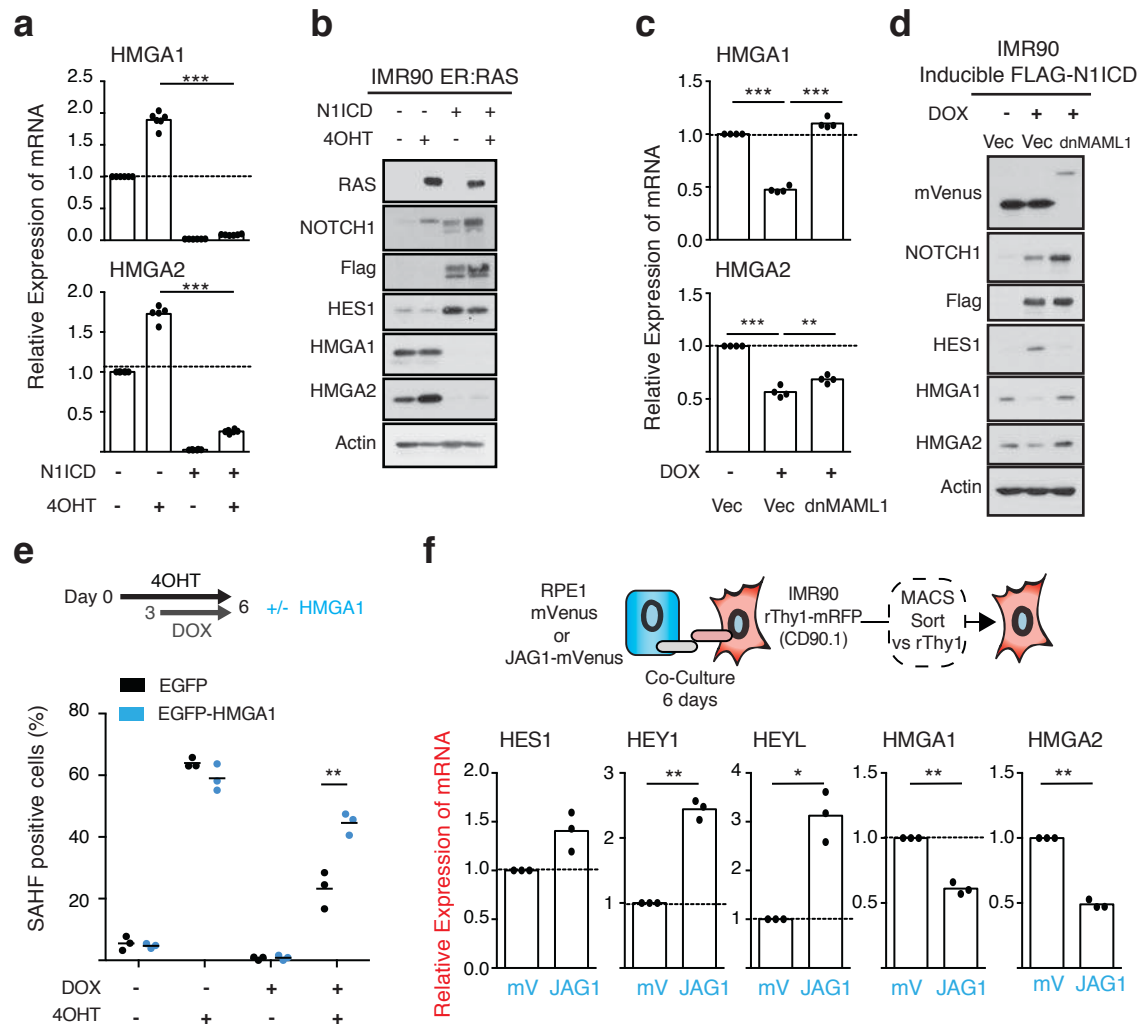 a
HMGA1
Relative Expression of mRNA
2.5
2.0
1.5
1.0
0.5
0.0
***
HMGA2
2.0
1.5
1.0
0.5
***
N1ICD - - + +
4OHT - + - +
b
IMR90 ER:RAS
N1ICD - - + +
4OHT - + - +
RAS
NOTCH1
Flag
HES1
HMGA1
HMGA2
Actin
c
HMGA1
Relative Expression of mRNA
1.5
1.0
0.5
0.0
*** ***
HMGA2
1.5
1.0
0.5
*** **
DOX - + +
Vec Vec dnMAML1
d
IMR90
Inducible FLAG-N1ICD
DOX - + +
Vec Vec dnMAML1
mVenus
NOTCH1
Flag
HES1
HMGA1
HMGA2
Actin
e
4OHT
Day 0 6 +/- HMGA1
3
DOX
EGFP
EGFP-HMGA1
SAHF positive cells (%)
80
60
40
20
**
DOX - - + +
4OHT - + - +
f
RPE1
mVenus
or
JAG1-mVenus
Co-Culture
6 days
IMR90
rThy1-mRFP
(CD90.1)
MACS
Sort
vs rThy1
Relative Expression of mRNA
HES1
2.0
1.5
1.0
0.5
0.0
mV JAG1
HEY1
3
2
1
0
**
mV JAG1
HEYL
4
3
2
1
0
*
mV JAG1
HMGA1
1.5
1.0
0.5
**
mV JAG1
HMGA2
1.5
1.0
0.5
**
mV JAG1